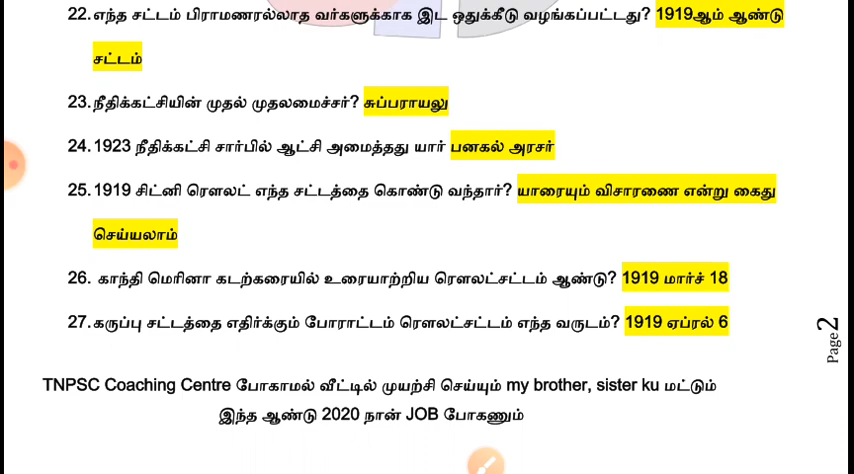 22. எந்த சட்டம் பிராமணரல்லாத வர்களுக்காக இட ஒதுக்கீடு வழங்கப்பட்டது? 1919ஆம் ஆண்டு
சட்டம்
23. நீதிக்கட்சியின் முதல் முதலமைச்சர்? சுப்பராயலு
24. 1923 நீதிக்கட்சி சார்பில் ஆட்சி அமைத்தது யார் பனகல் அரசர்
25. 1919 சிட்னி ரௌலட் எந்த சட்டத்தை கொண்டு வந்தார்? யாரையும் விசாரணை என்று கைது
செய்யலாம்
26. காந்தி மெரினா கடற்கரையில் உரையாற்றிய ரௌலட்சட்டம் ஆண்டு? 1919 மார்ச் 18
27. கருப்பு சட்டத்தை எதிர்க்கும் போராட்டம் ரௌலட்சட்டம் எந்த வருடம்? 1919 ஏப்ரல் 6
Page 2
TNPSC Coaching Centre போகாமல் வீட்டில் முயற்சி செய்யும் my brother, sister ku மட்டும்
இந்த ஆண்டு 2020 நான் JOB போகணும்